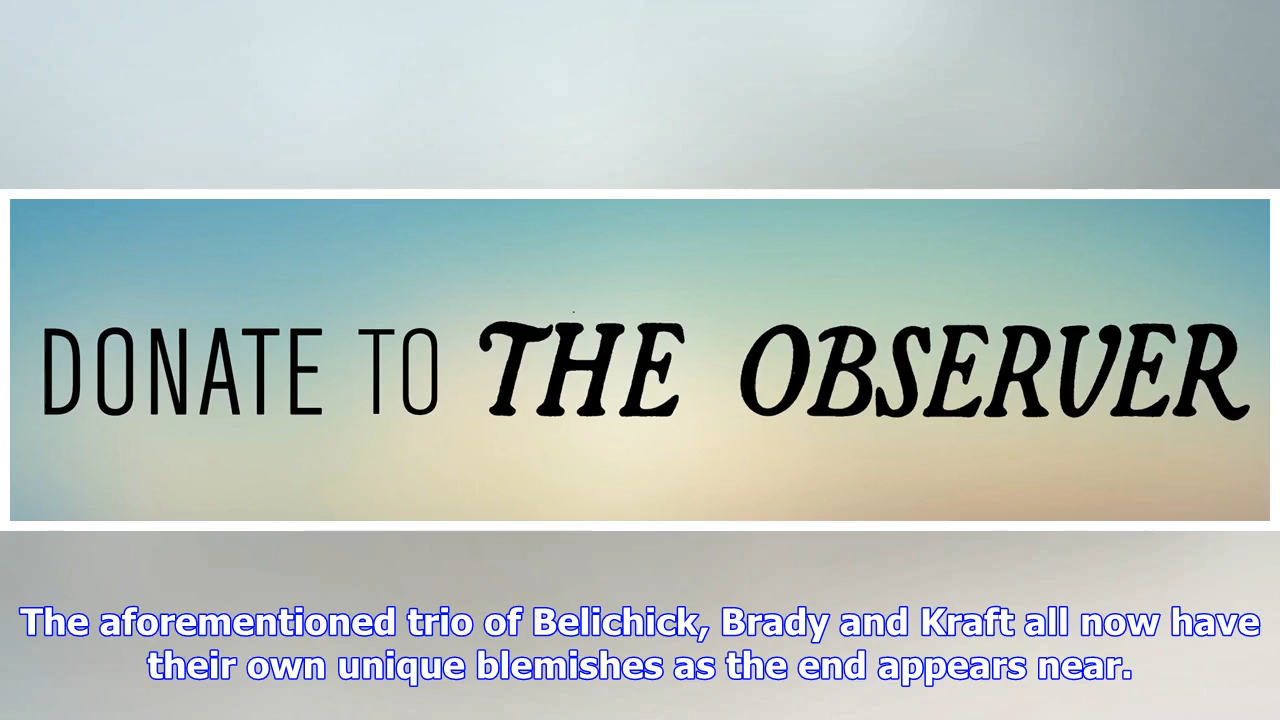 DONATE TO THE OBSERVER
The aforementioned trio of Belichick, Brady and Kraft all now have
their own unique blemishes as the end appears near.